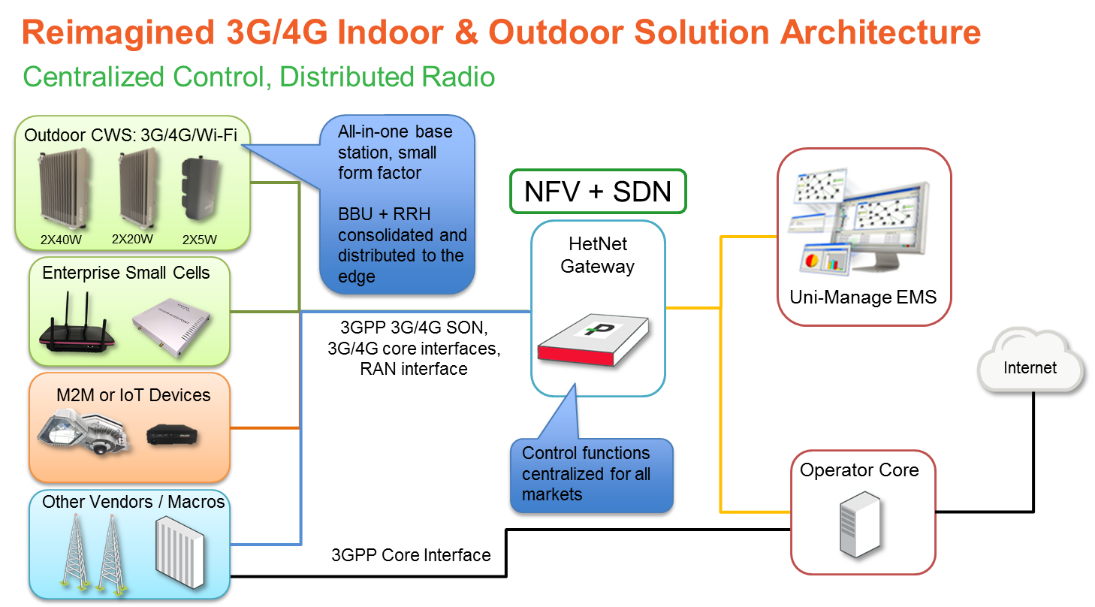 Reimagined 3G/4G Indoor & Outdoor Solution Architecture
Centralized Control, Distributed Radio
Outdoor CWS: 3G/4G/Wi-Fi
2X40W
2X20W
2X5W
All-in-one base
station, small
form factor
BBU + RRH
consolidated and
distributed to the
edge
Enterprise Small Cells
M2M or IoT Devices
Other Vendors / Macros
3GPP 3G/4G SON,
3G/4G core interfaces,
RAN interface
3GPP Core Interface
NFV + SDN
HetNet
Gateway
P
Control functions
centralized for all
markets
Uni-Manage EMS
Operator Core
Internet